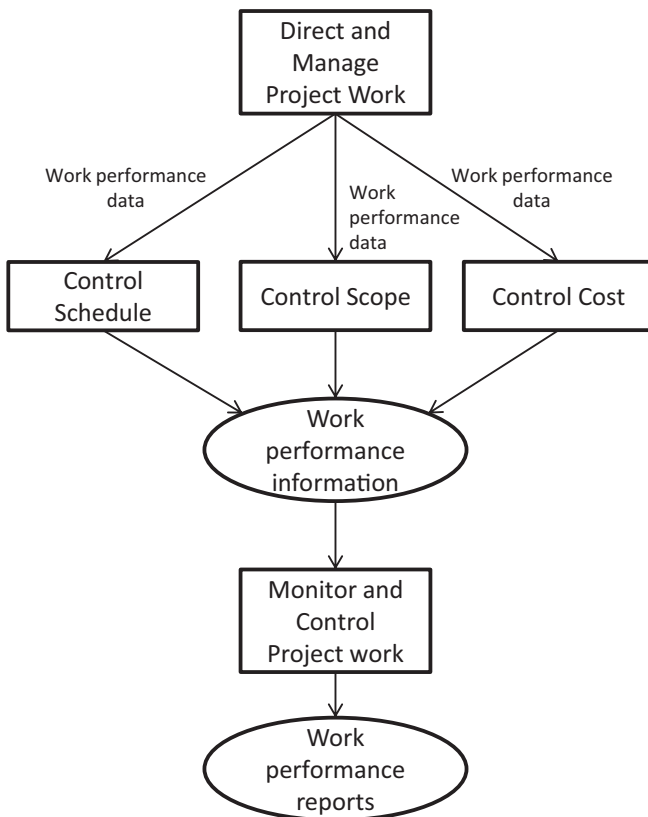 Direct and
Manage
Project Work
Work performance
data
Work
performance
data
Work performance
data
Control
Schedule
Control Scope
Control Cost
Work
performance
information
Monitor and
Control
Project work
Work
performance
reports